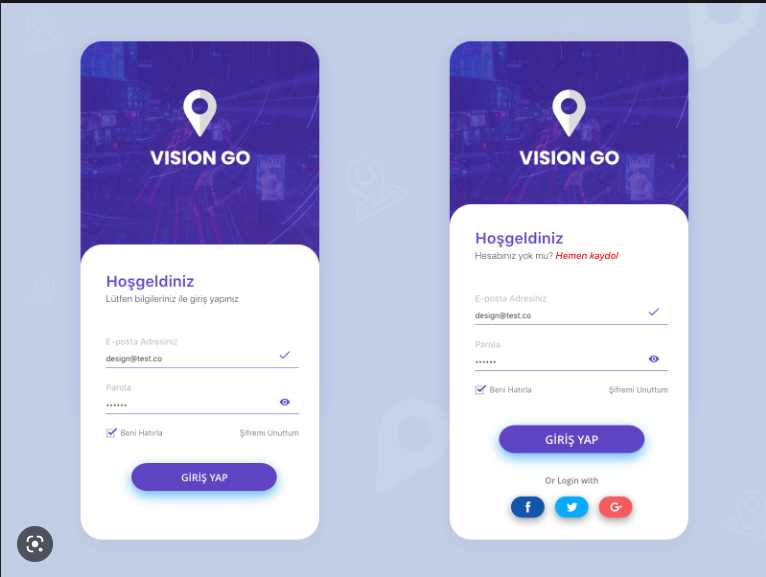 VISION GO
Hoşgeldiniz
Lütfen bilgileriniz ile giriş yapınız
E-posta Adresiniz
design@test.co
Parola
••••••
Beni Hatırla
Şifremi Unuttum
GİRİŞ YAP
VISION GO
Hoşgeldiniz
Hesabınız yok mu? Hemen kaydol
E-posta Adresiniz
design@test.co
Parola
••••••
Beni Hatırla
Şifremi Unuttum
GİRİŞ YAP
Or Login with
f
G+